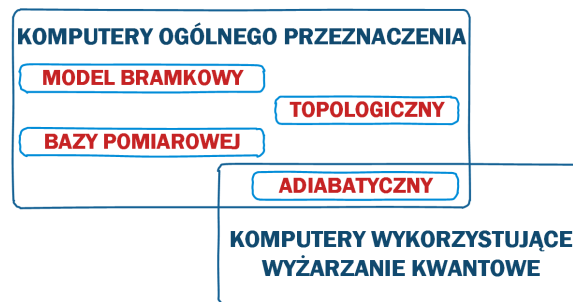 KOMPUTERY OGÓLNEGO PRZEZNACZENIA
MODEL BRAMKOWY
TOPOLOGICZNY
BAZY POMIAROWEJ
ADIABATYCZNY
KOMPUTERY WYKORZYSTUJĄCE
WYŻARZANIE KWANTOWE